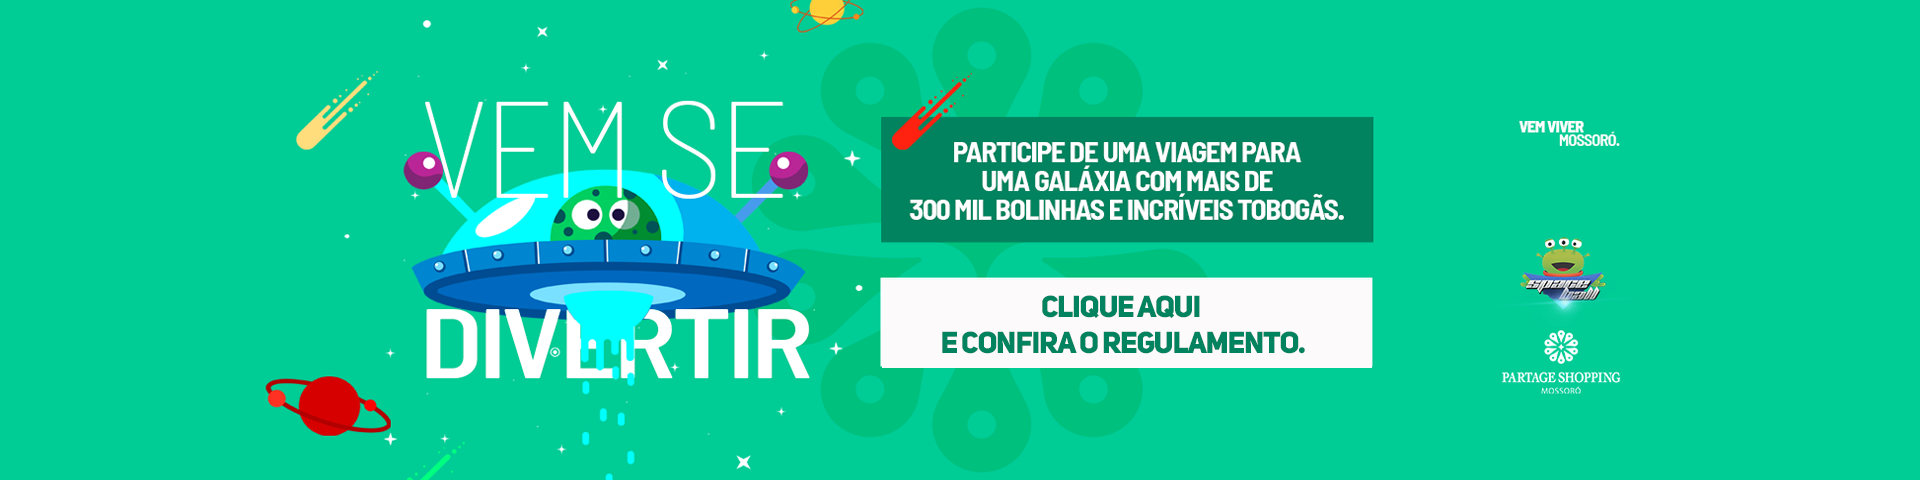 VEM SE
DIVERTIR
PARTICIPE DE UMA VIAGEM PARA
UMA GALÁXIA COM MAIS DE
300 MIL BOLINHAS E INCRÍVEIS TOBOGÃS.
CLIQUE AQUI
E CONFIRA O REGULAMENTO.
VEM VIVER
MOSSORÓ.
space
PARTAGE SHOPPING
MOSSORÓ